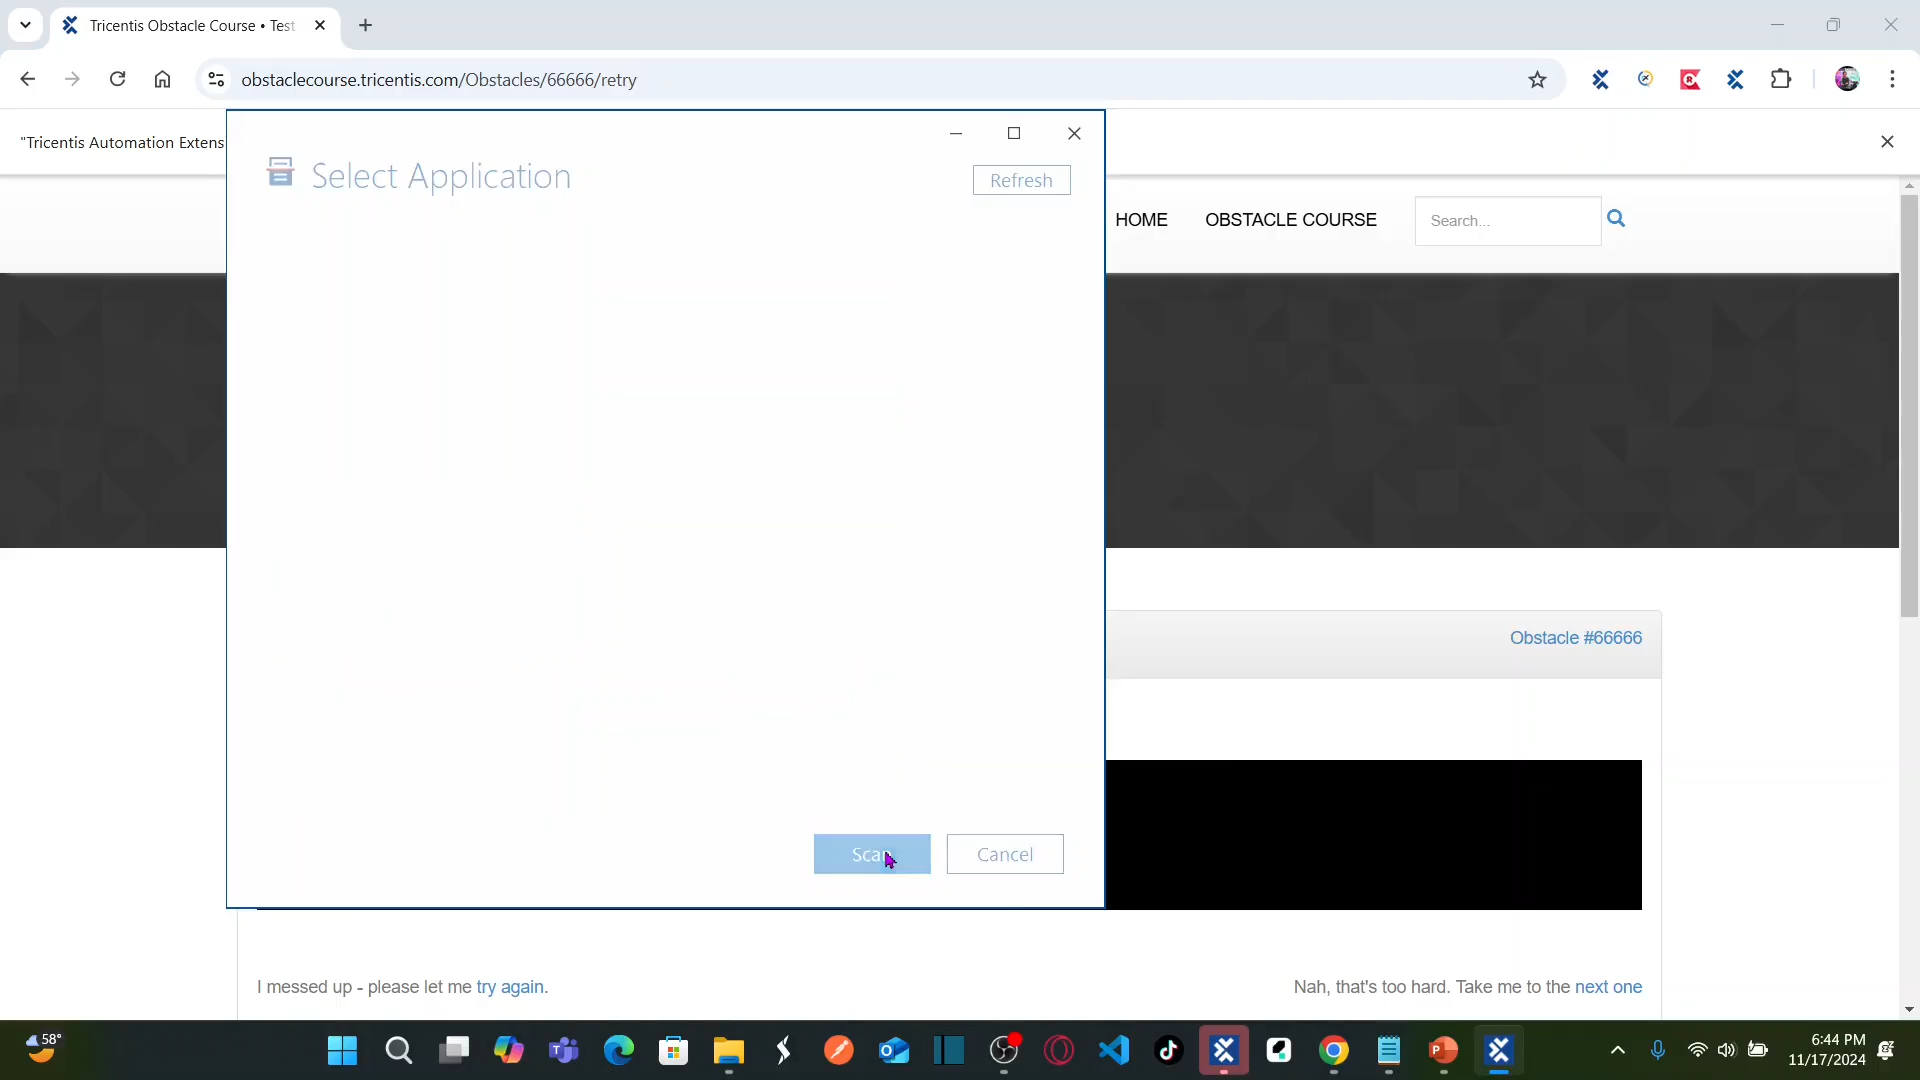 Tricentis Obstacle Course • Test
obstaclecourse.tricentis.com/Obstacles/66666/retry
"Tricentis Automation Extens
Select Application
Refresh
HOME
OBSTACLE COURSE
Search...
Obstacle #66666
Scan
Cancel
I messed up - please let me try again.
Nah, that's too hard. Take me to the next one
58°
6:44 PM
11/17/2024